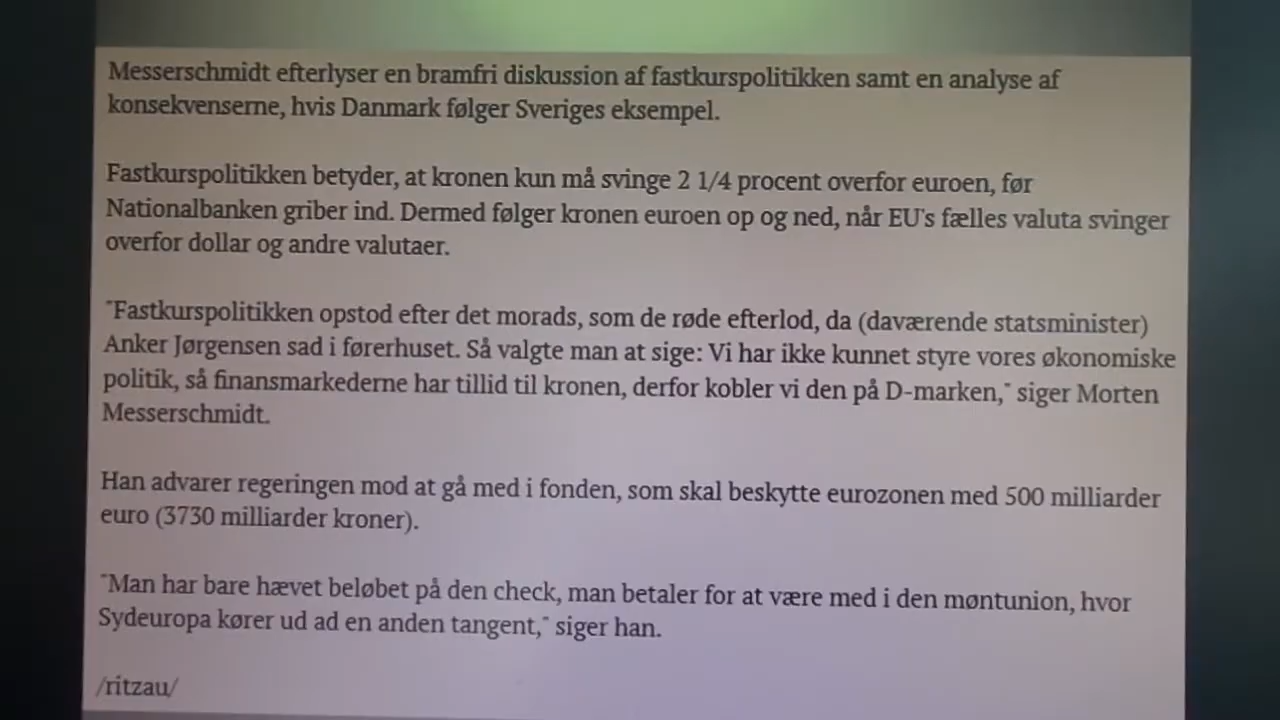 Messerschmidt efterlyser en bramfri diskussion af fastkurspolitikken samt en analyse af
konsekvenserne, hvis Danmark følger Sveriges eksempel.
Fastkurspolitikken betyder, at kronen kun må svinge 2 1/4 procent overfor euroen, før
Nationalbanken griber ind. Dermed følger kronen euroen op og ned, når EU's fælles valuta svinger
overfor dollar og andre valutaer.
"Fastkurspolitikken opstod efter det morads, som de røde efterlod, da (daværende statsminister)
Anker Jørgensen sad i førerhuset. Så valgte man at sige: Vi har ikke kunnet styre vores økonomiske
politik, så finansmarkederne har tillid til kronen, derfor kobler vi den på D-marken," siger Morten
Messerschmidt.
Han advarer regeringen mod at gå med i fonden, som skal beskytte eurozonen med 500 milliarder
euro (3730 milliarder kroner).
"Man har bare hævet beløbet på den check, man betaler for at være med i den møntunion, hvor
Sydeuropa kører ud ad en anden tangent," siger han.
/ritzau/